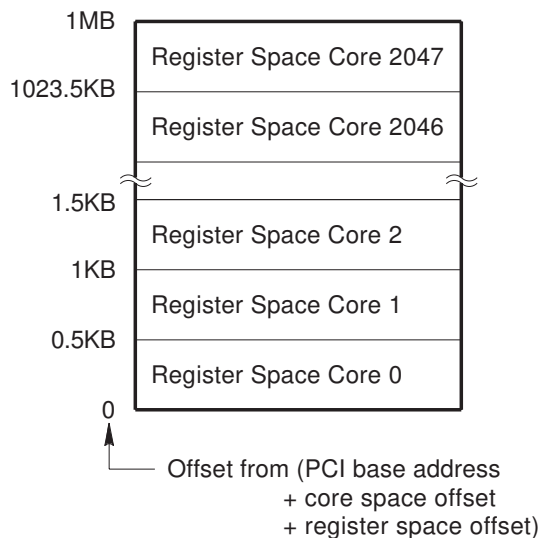 1MB
Register Space Core 2047
1023.5KB
Register Space Core 2046
1.5KB
Register Space Core 2
1KB
Register Space Core 1
0.5KB
Register Space Core 0
0
Offset from (PCI base address
+ core space offset
+ register space offset)